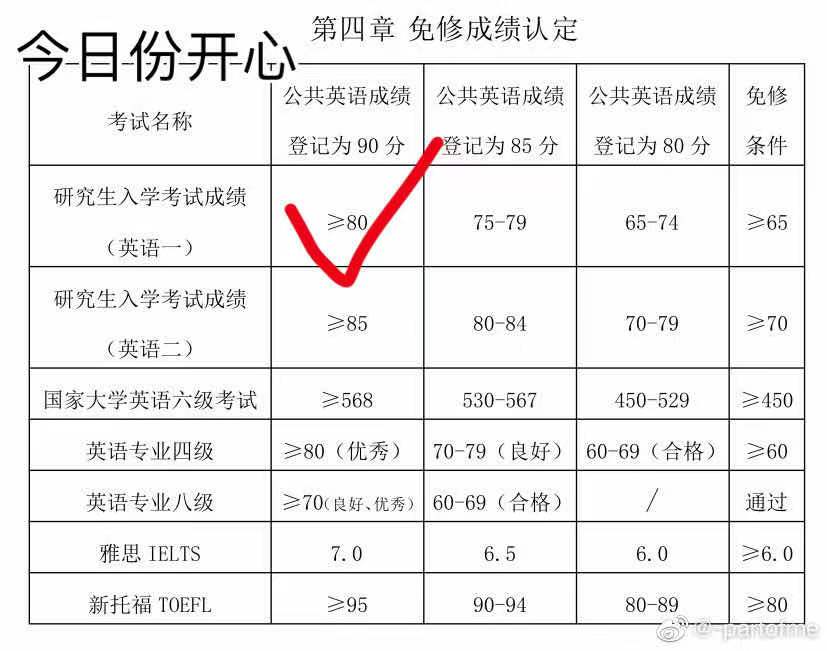 第四章 免修成绩认定
今日份开心
考试名称 公共英语成绩登记为 90 分 公共英语成绩登记为 85 分 公共英语成绩登记为 80 分 免修条件
研究生入学考试成绩（英语一） ≥80 75-79 65-74 ≥65
研究生入学考试成绩（英语二） ≥85 80-84 70-79 ≥70
国家大学英语六级考试 ≥568 530-567 450-529 ≥450
英语专业四级 ≥80（优秀） 70-79（良好） 60-69（合格） ≥60
英语专业八级 ≥70（良好、优秀） 60-69（合格） / 通过
雅思 IELTS 7.0 6.5 6.0 ≥6.0
新托福 TOEFL ≥95 90-94 80-89 ≥80
@-partofme